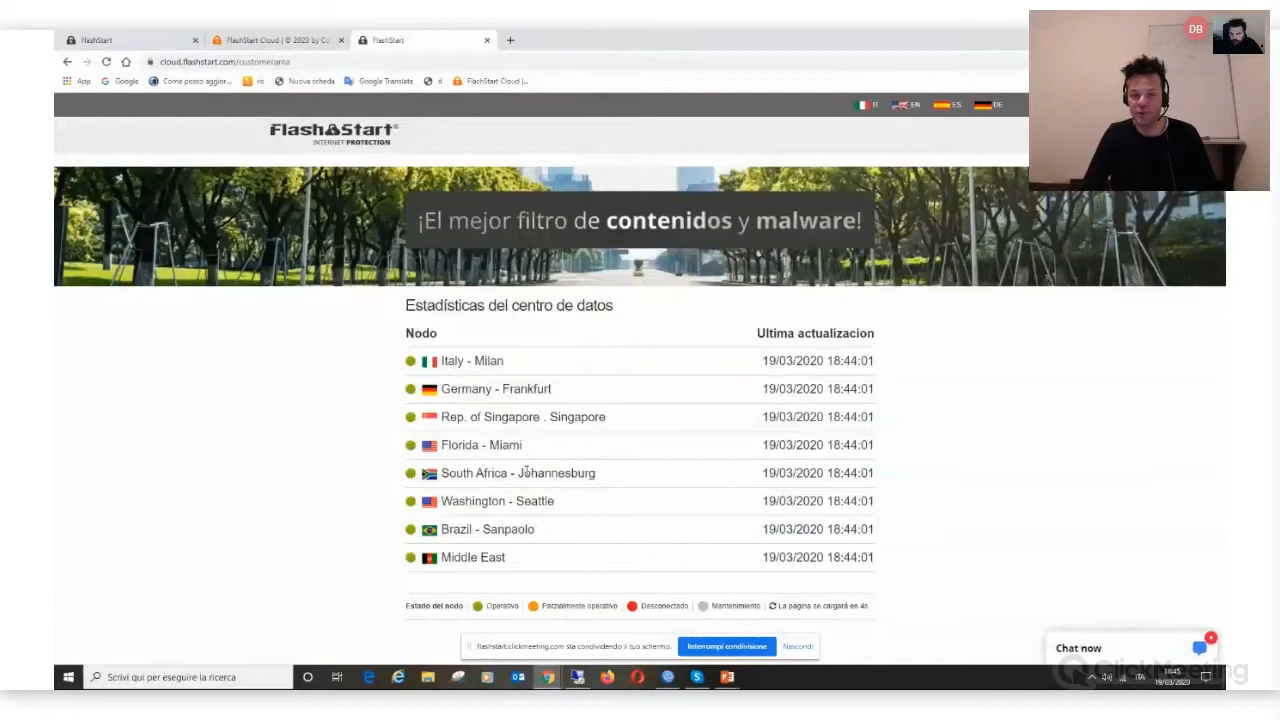 DB
FlashStart
FlashStart Cloud | © 2020 by Co
FlashStart
cloud.flashstart.com/customerarea
App
Google
Come posso aggior...
ro
Nuova scheda
Google Translate
d
FlashStart Cloud |...
IT
EN
ES
DE
Flash&Start®
INTERNET PROTECTION
¡El mejor filtro de contenidos y malware!
Estadísticas del centro de datos
Nodo Ultima actualizacion
Italy - Milan 19/03/2020 18:44:01
Germany - Frankfurt 19/03/2020 18:44:01
Rep. of Singapore . Singapore 19/03/2020 18:44:01
Florida - Miami 19/03/2020 18:44:01
South Africa - Johannesburg 19/03/2020 18:44:01
Washington - Seattle 19/03/2020 18:44:01
Brazil - Sanpaolo 19/03/2020 18:44:01
Middle East 19/03/2020 18:44:01
Estado del nodo Operativo Parzialmente operativo Desconectado Mantenimiento La página se cargará en 4s
flashstart.clickmeeting.com sta condividendo il tuo schermo. Interrompi condivisione Nascondi
Chat now
ClickMeeting
Scrivi qui per eseguire la ricerca
ITA
18:45
19/03/2020